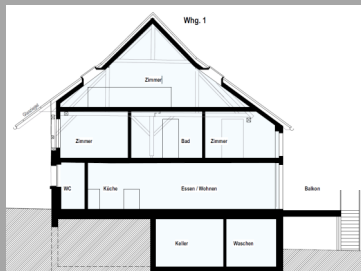 Whg. 1
Zimmer
Zimmer
Bad
Zimmer
WC
Küche
Essen / Wohnen
Balkon
Keller
Waschen